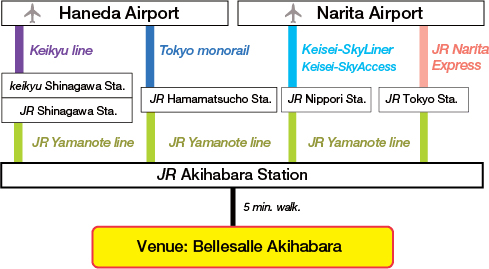 Haneda Airport
Narita Airport
Keikyu line
Tokyo monorail
Keisei-SkyLiner
Keisei-SkyAccess
JR Narita
Express
keikyu Shinagawa Sta.
JR Shinagawa Sta.
JR Hamamatsucho Sta.
JR Nippori Sta.
JR Tokyo Sta.
JR Yamanote line
JR Yamanote line
JR Yamanote line
JR Akihabara Station
5 min. walk.
Venue: Bellesalle Akihabara